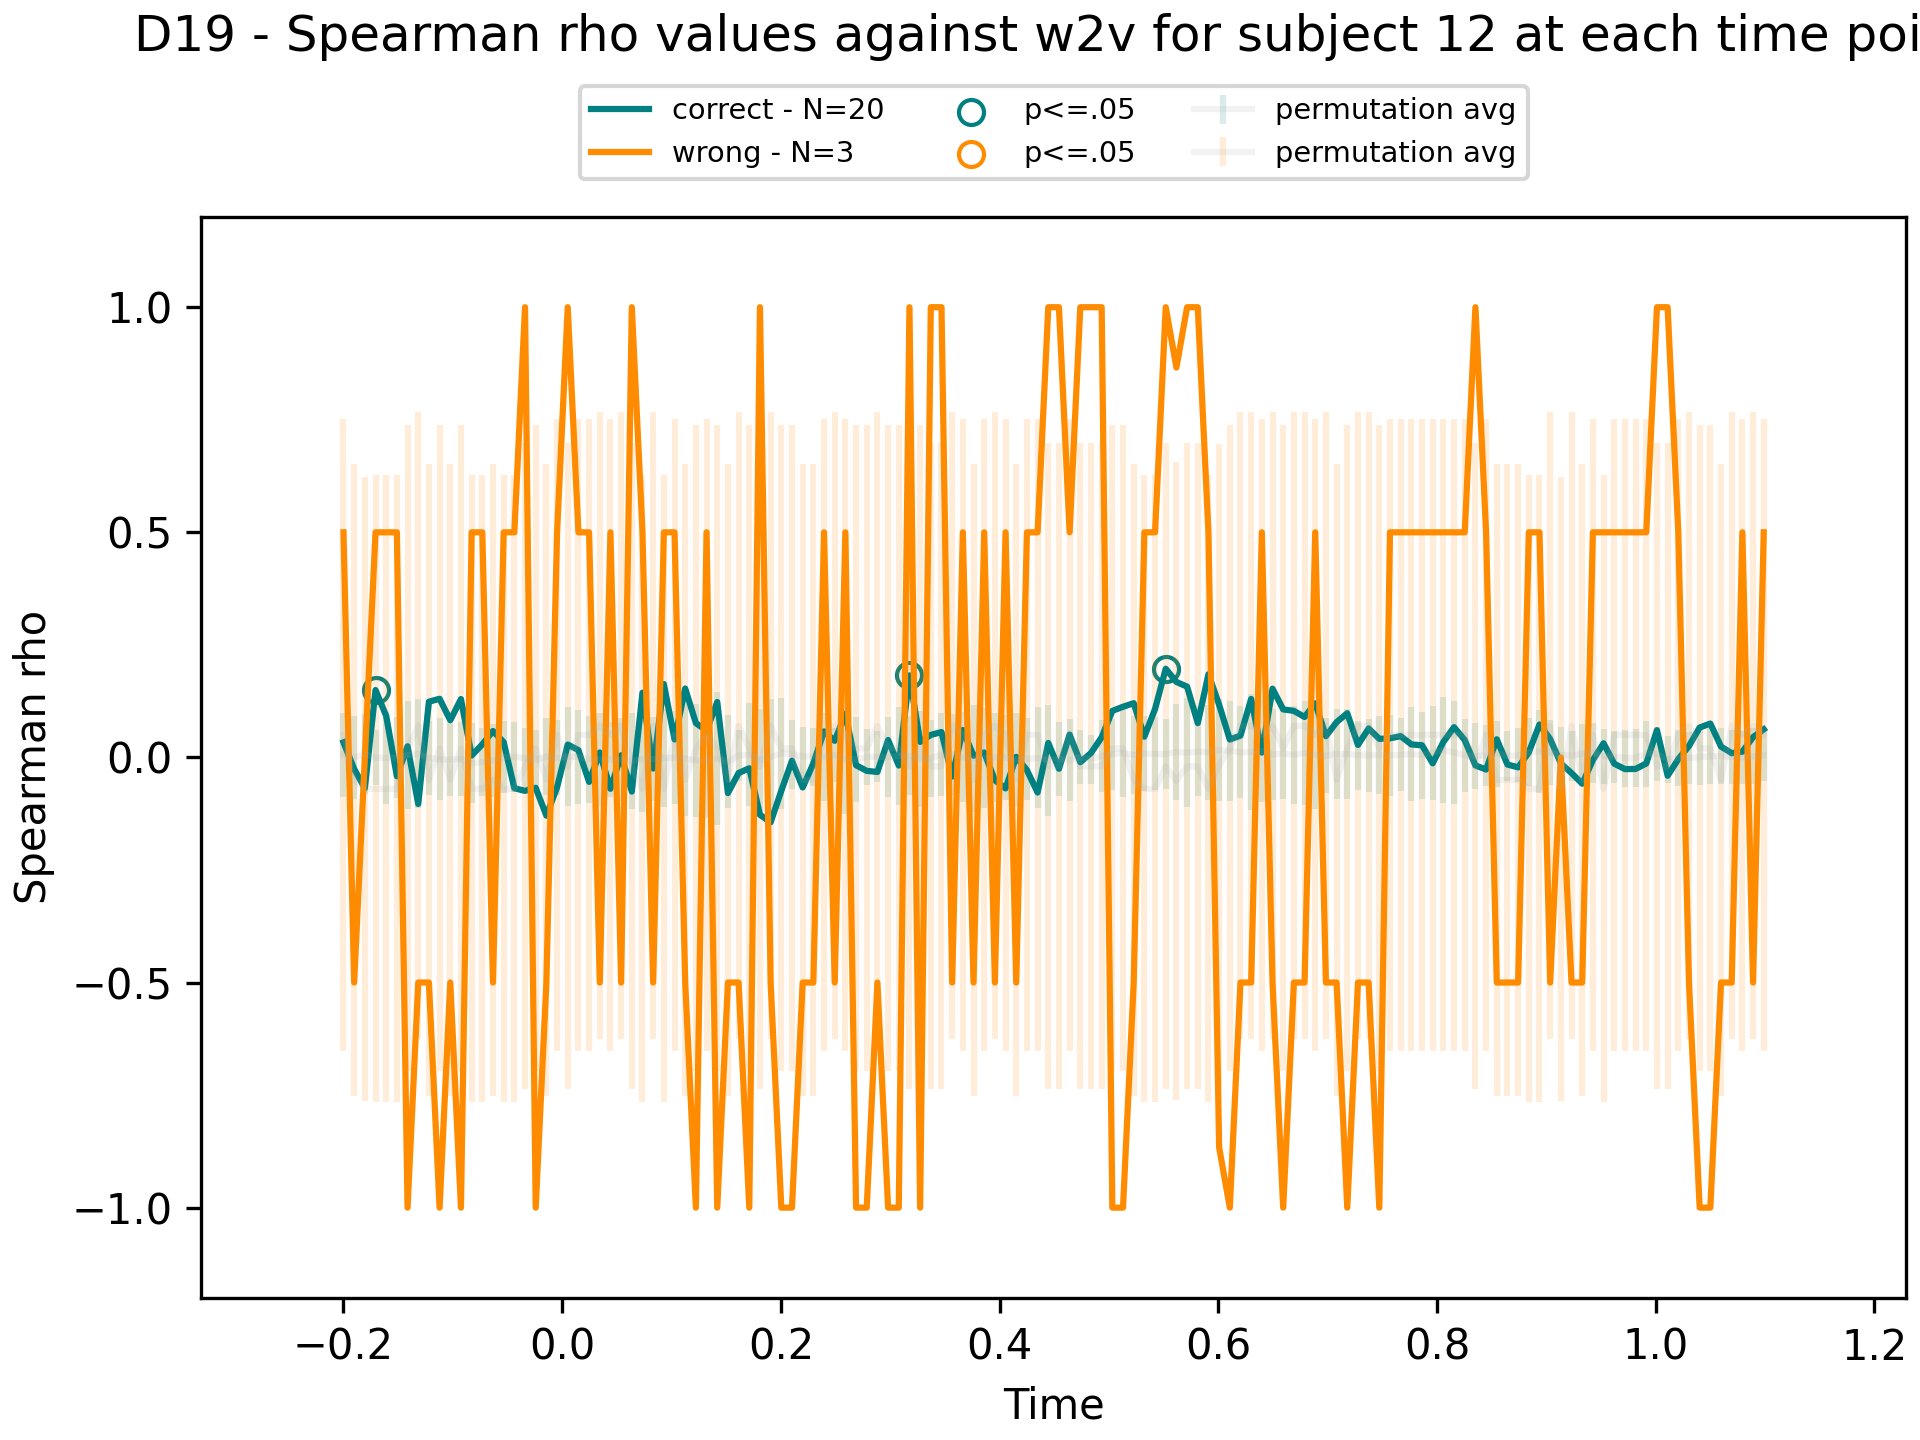 D19 - Spearman rho values against w2v for subject 12 at each time poi
correct - N=20
wrong - N=3
p<=.05
p<=.05
permutation avg
permutation avg
1.0
0.5
0.0
−0.5
−1.0
Spearman rho
−0.2 0.0 0.2 0.4 0.6 0.8 1.0 1.2
Time